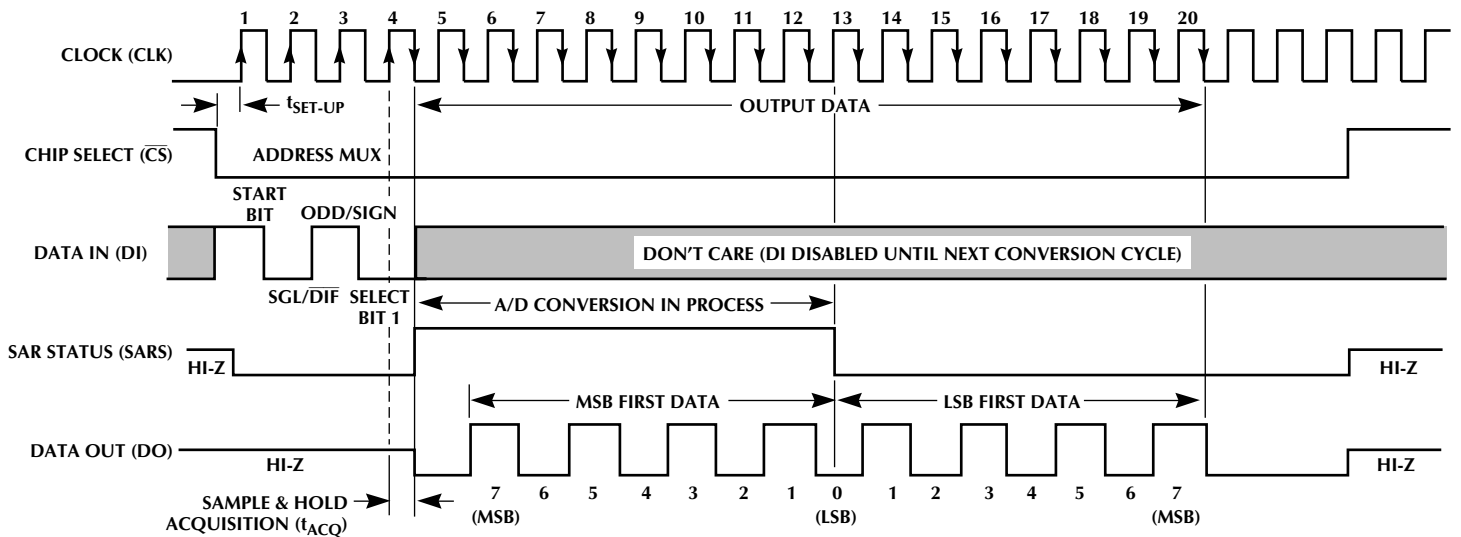 1 2 3 4 5 6 7 8 9 10 11 12 13 14 15 16 17 18 19 20
CLOCK (CLK)
tSET-UP
OUTPUT DATA
CHIP SELECT (C̅S̅)
ADDRESS MUX
START
BIT
ODD/SIGN
DATA IN (DI)
DON'T CARE (DI DISABLED UNTIL NEXT CONVERSION CYCLE)
SGL/D̅I̅F̅
SELECT
BIT 1
A/D CONVERSION IN PROCESS
SAR STATUS (SARS)
HI-Z
HI-Z
MSB FIRST DATA
LSB FIRST DATA
DATA OUT (DO)
HI-Z
HI-Z
7 6 5 4 3 2 1 0 1 2 3 4 5 6 7
(MSB) (LSB) (MSB)
SAMPLE & HOLD
ACQUISITION (tACQ)